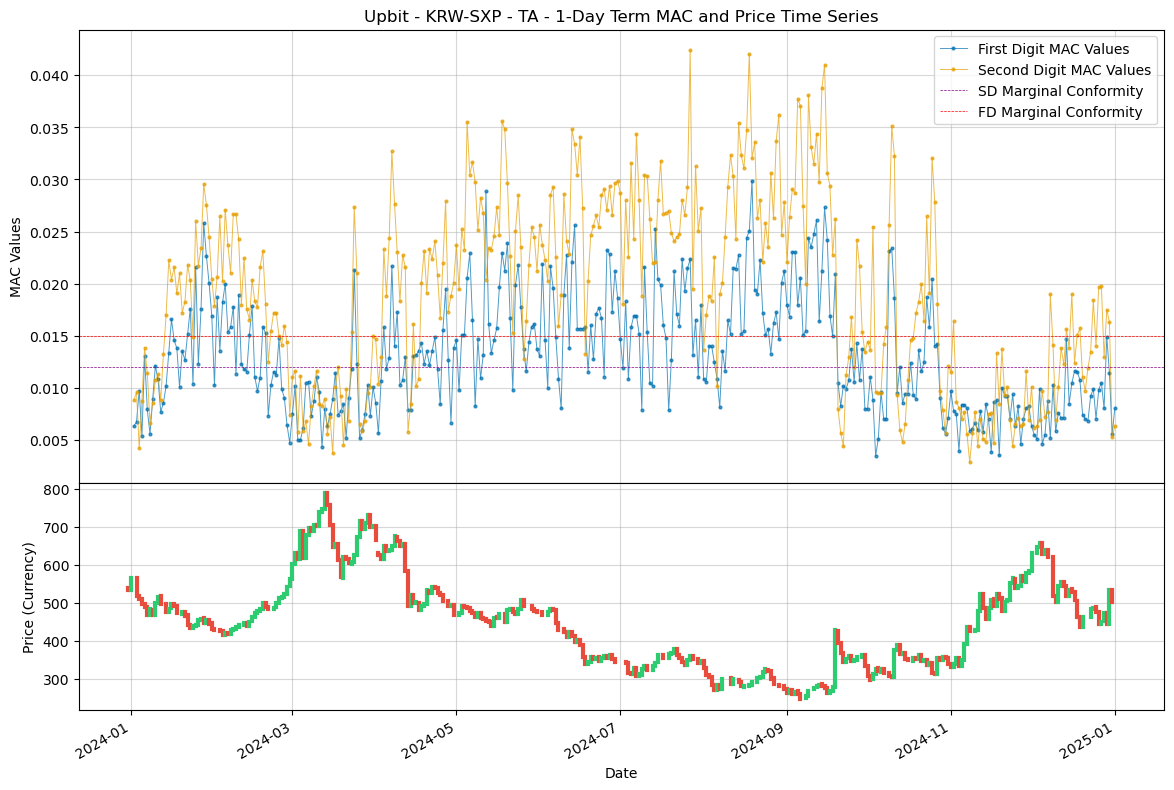 Upbit - KRW-SXP - TA - 1-Day Term MAC and Price Time Series
First Digit MAC Values
Second Digit MAC Values
SD Marginal Conformity
FD Marginal Conformity
MAC Values
0.040
0.035
0.030
0.025
0.020
0.015
0.010
0.005
Price (Currency)
800
700
600
500
400
300
2024-01
2024-03
2024-05
2024-07
2024-09
2024-11
2025-01
Date